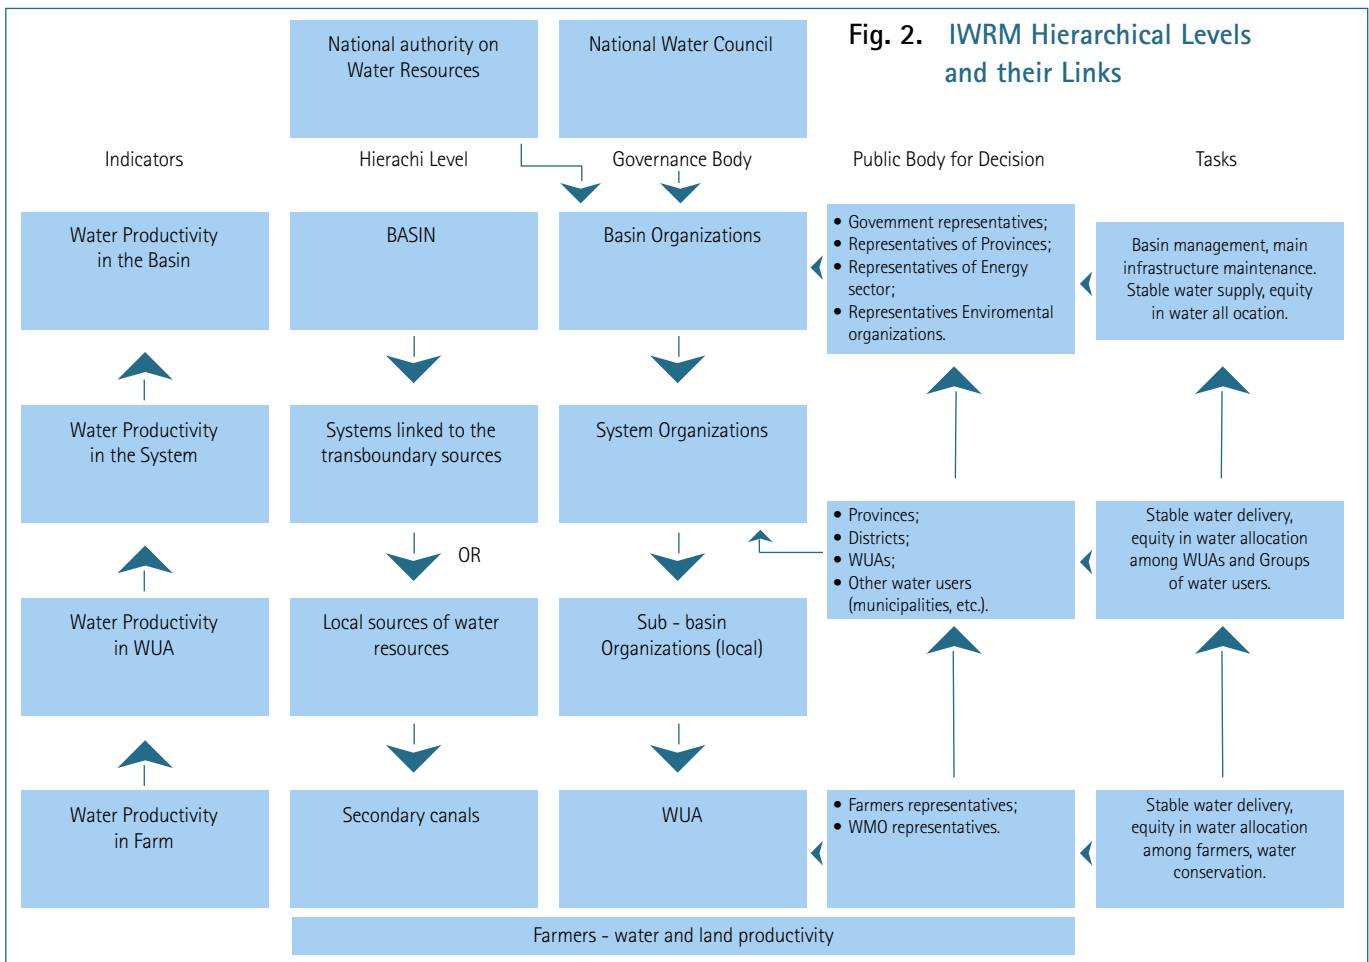 Fig. 2. IWRM Hierarchical Levels
and their Links
National authority on
Water Resources
National Water Council
Indicators
Hierachi Level
Governance Body
Public Body for Decision
Tasks
Water Productivity
in the Basin
BASIN
Basin Organizations
• Government representatives;
• Representatives of Provinces;
• Representatives of Energy
sector;
• Representatives Enviromental
organizations.
Basin management, main
infrastructure maintenance.
Stable water supply, equity
in water all ocation.
Water Productivity
in the System
Systems linked to the
transboundary sources
System Organizations
OR
• Provinces;
• Districts;
• WUAs;
• Other water users
(municipalities, etc.).
Stable water delivery,
equity in water allocation
among WUAs and Groups
of water users.
Water Productivity
in WUA
Local sources of water
resources
Sub - basin
Organizations (local)
Water Productivity
in Farm
Secondary canals
WUA
• Farmers representatives;
• WMO representatives.
Stable water delivery,
equity in water allocation
among farmers, water
conservation.
Farmers - water and land productivity